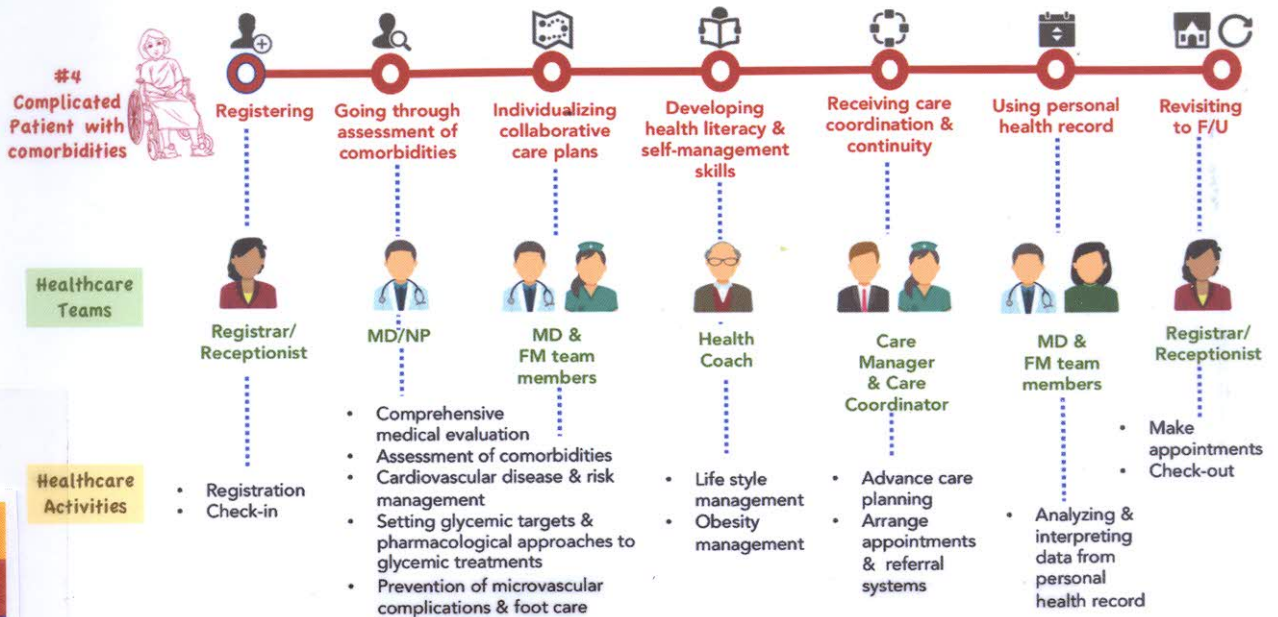 #4
Complicated
Patient with
comorbidities
Registering
Going through
assessment of
comorbidities
Individualizing
collaborative
care plans
Developing
health literacy &
self-management
skills
Receiving care
coordination &
continuity
Using personal
health record
Revisiting
to F/U
Healthcare
Teams
Registrar/
Receptionist
MD/NP
MD &
FM team
members
Health
Coach
Care
Manager
& Care
Coordinator
MD &
FM team
members
Registrar/
Receptionist
Healthcare
Activities
• Registration
• Check-in
• Comprehensive
medical evaluation
• Assessment of comorbidities
• Cardiovascular disease & risk
management
• Setting glycemic targets &
pharmacological approaches to
glycemic treatments
• Prevention of microvascular
complications & foot care
• Life style
management
• Obesity
management
• Advance care
planning
• Arrange
appointments
& referral
systems
• Analyzing &
interpreting
data from
personal
health record
• Make
appointments
• Check-out